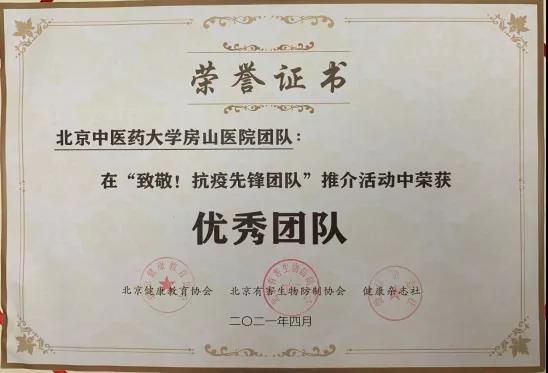 荣誉证书
北京中医药大学房山医院团队：
在“致敬！抗疫先锋团队”推介活动中荣获
优秀团队
北京健康教育协会 北京有害生物防制协会 健康杂志社
二〇二一年四月